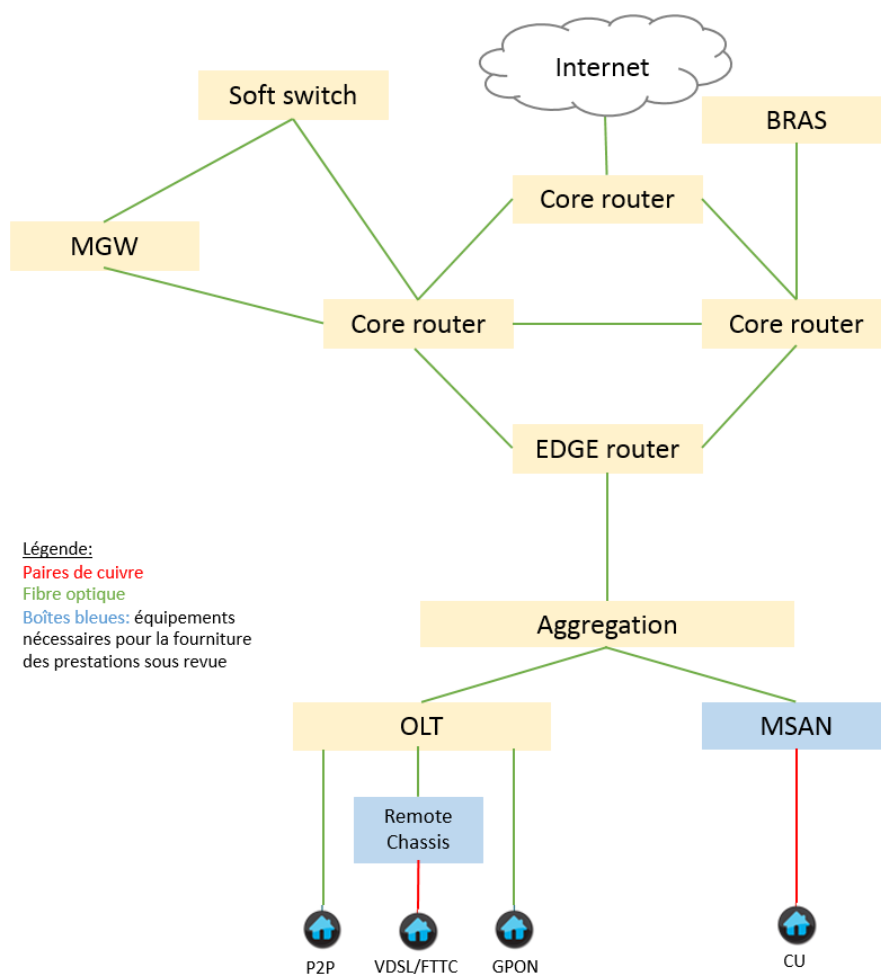 Internet
Soft switch
BRAS
Core router
MGW
Core router
Core router
EDGE router
Légende:
Paires de cuivre
Fibre optique
Boîtes bleues: équipements
nécessaires pour la fourniture
des prestations sous revue
Aggregation
OLT
MSAN
Remote
Chassis
P2P
VDSL/FTTC
GPON
CU